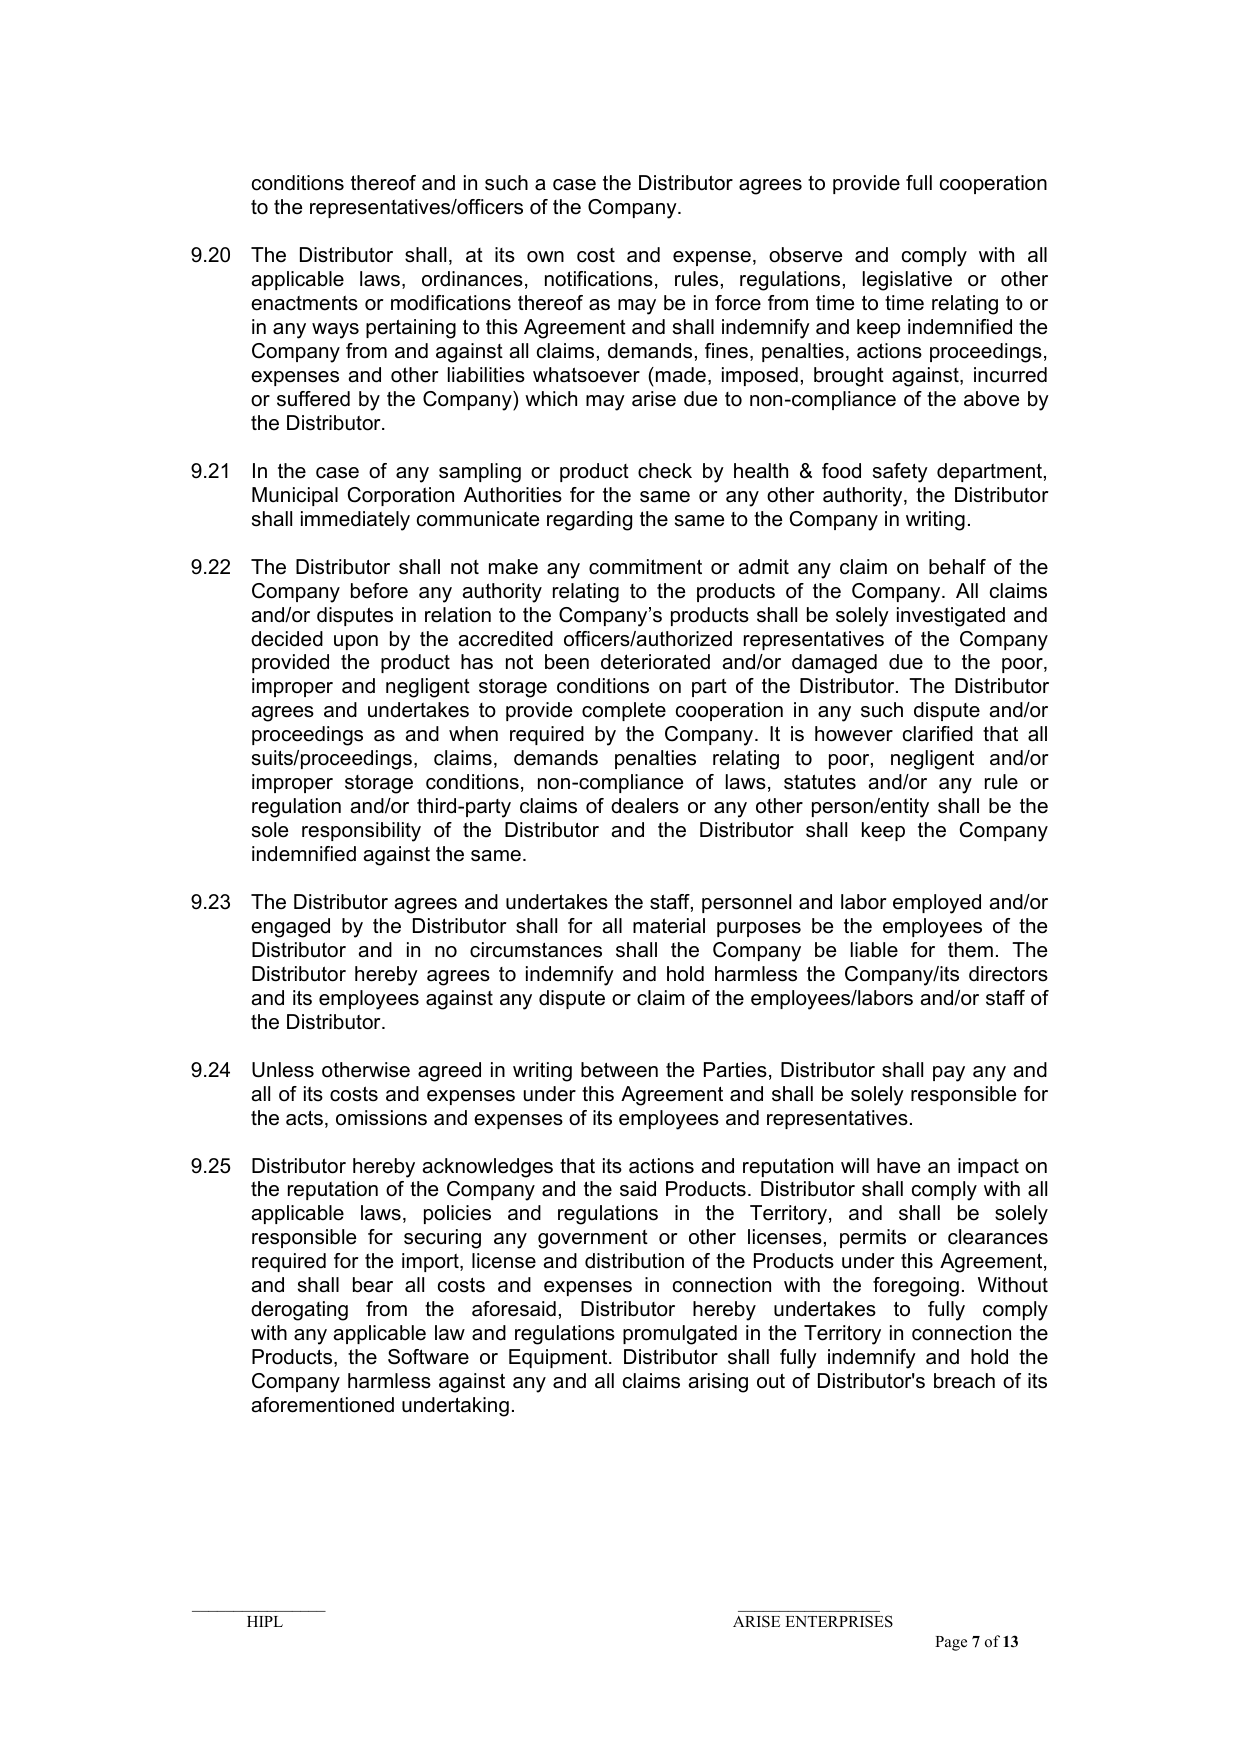 conditions thereof and in such a case the Distributor agrees to provide full cooperation
to the representatives/officers of the Company.
9.20 The Distributor shall, at its own cost and expense, observe and comply with all
applicable laws, ordinances, notifications, rules, regulations, legislative or other
enactments or modifications thereof as may be in force from time to time relating to or
in any ways pertaining to this Agreement and shall indemnify and keep indemnified the
Company from and against all claims, demands, fines, penalties, actions proceedings,
expenses and other liabilities whatsoever (made, imposed, brought against, incurred
or suffered by the Company) which may arise due to non-compliance of the above by
the Distributor.
9.21 In the case of any sampling or product check by health & food safety department,
Municipal Corporation Authorities for the same or any other authority, the Distributor
shall immediately communicate regarding the same to the Company in writing.
9.22 The Distributor shall not make any commitment or admit any claim on behalf of the
Company before any authority relating to the products of the Company. All claims
and/or disputes in relation to the Company’s products shall be solely investigated and
decided upon by the accredited officers/authorized representatives of the Company
provided the product has not been deteriorated and/or damaged due to the poor,
improper and negligent storage conditions on part of the Distributor. The Distributor
agrees and undertakes to provide complete cooperation in any such dispute and/or
proceedings as and when required by the Company. It is however clarified that all
suits/proceedings, claims, demands penalties relating to poor, negligent and/or
improper storage conditions, non-compliance of laws, statutes and/or any rule or
regulation and/or third-party claims of dealers or any other person/entity shall be the
sole responsibility of the Distributor and the Distributor shall keep the Company
indemnified against the same.
9.23 The Distributor agrees and undertakes the staff, personnel and labor employed and/or
engaged by the Distributor shall for all material purposes be the employees of the
Distributor and in no circumstances shall the Company be liable for them. The
Distributor hereby agrees to indemnify and hold harmless the Company/its directors
and its employees against any dispute or claim of the employees/labors and/or staff of
the Distributor.
9.24 Unless otherwise agreed in writing between the Parties, Distributor shall pay any and
all of its costs and expenses under this Agreement and shall be solely responsible for
the acts, omissions and expenses of its employees and representatives.
9.25 Distributor hereby acknowledges that its actions and reputation will have an impact on
the reputation of the Company and the said Products. Distributor shall comply with all
applicable laws, policies and regulations in the Territory, and shall be solely
responsible for securing any government or other licenses, permits or clearances
required for the import, license and distribution of the Products under this Agreement,
and shall bear all costs and expenses in connection with the foregoing. Without
derogating from the aforesaid, Distributor hereby undertakes to fully comply
with any applicable law and regulations promulgated in the Territory in connection the
Products, the Software or Equipment. Distributor shall fully indemnify and hold the
Company harmless against any and all claims arising out of Distributor's breach of its
aforementioned undertaking.
HIPL ARISE ENTERPRISES
Page 7 of 13